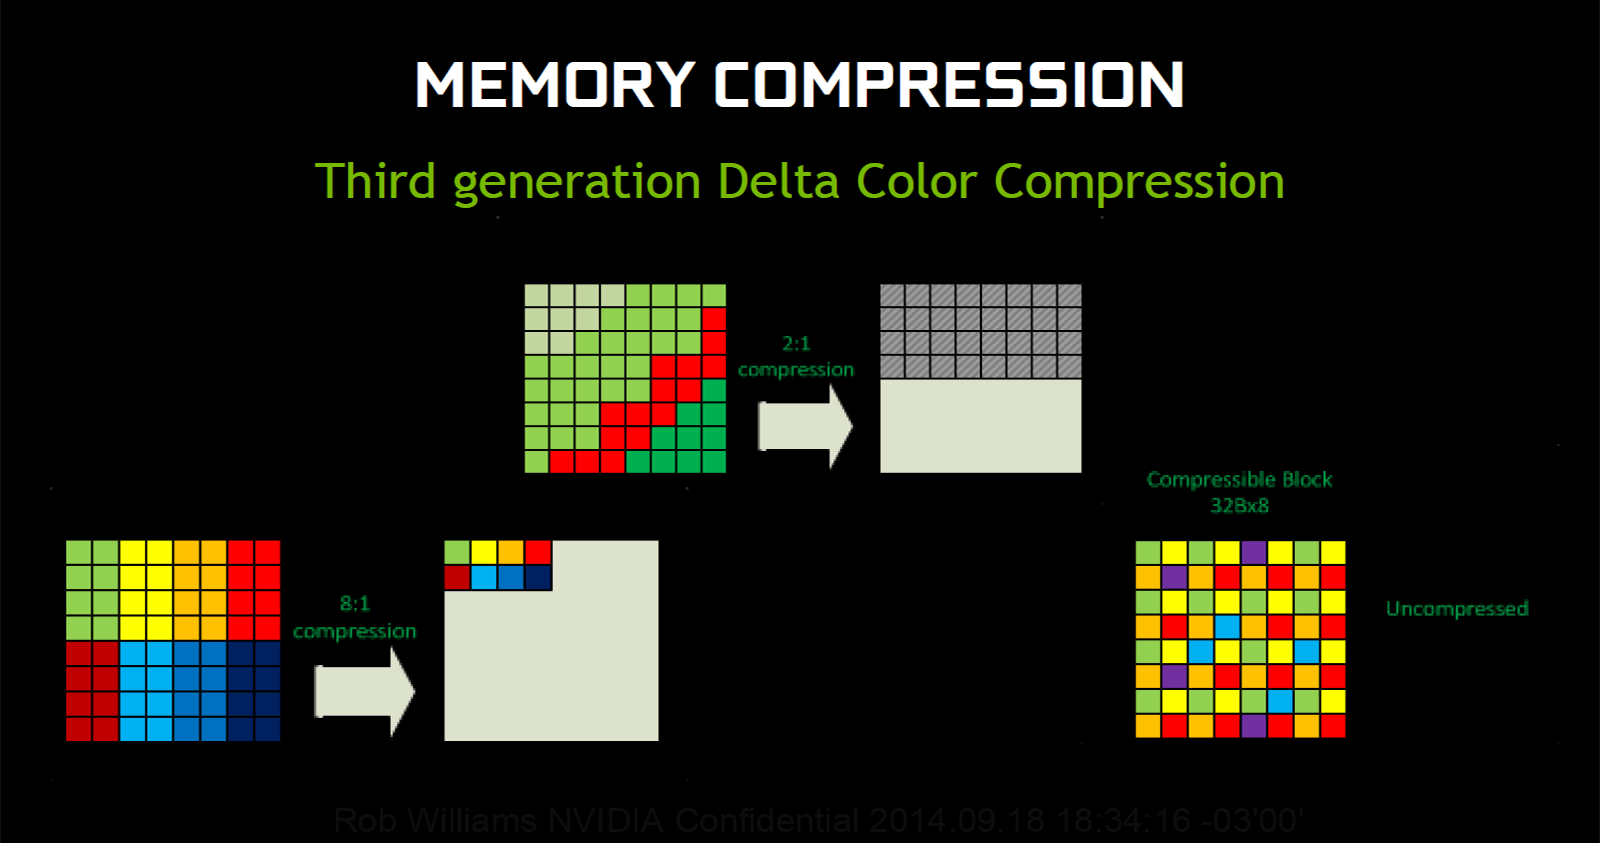 MEMORY COMPRESSION
Third generation Delta Color Compression
2:1
compression
Compressible Block
32Bx8
8:1
compression
Uncompressed
Rob Williams NVIDIA Confidential 2014.09.18 18:34:16 -03'00'